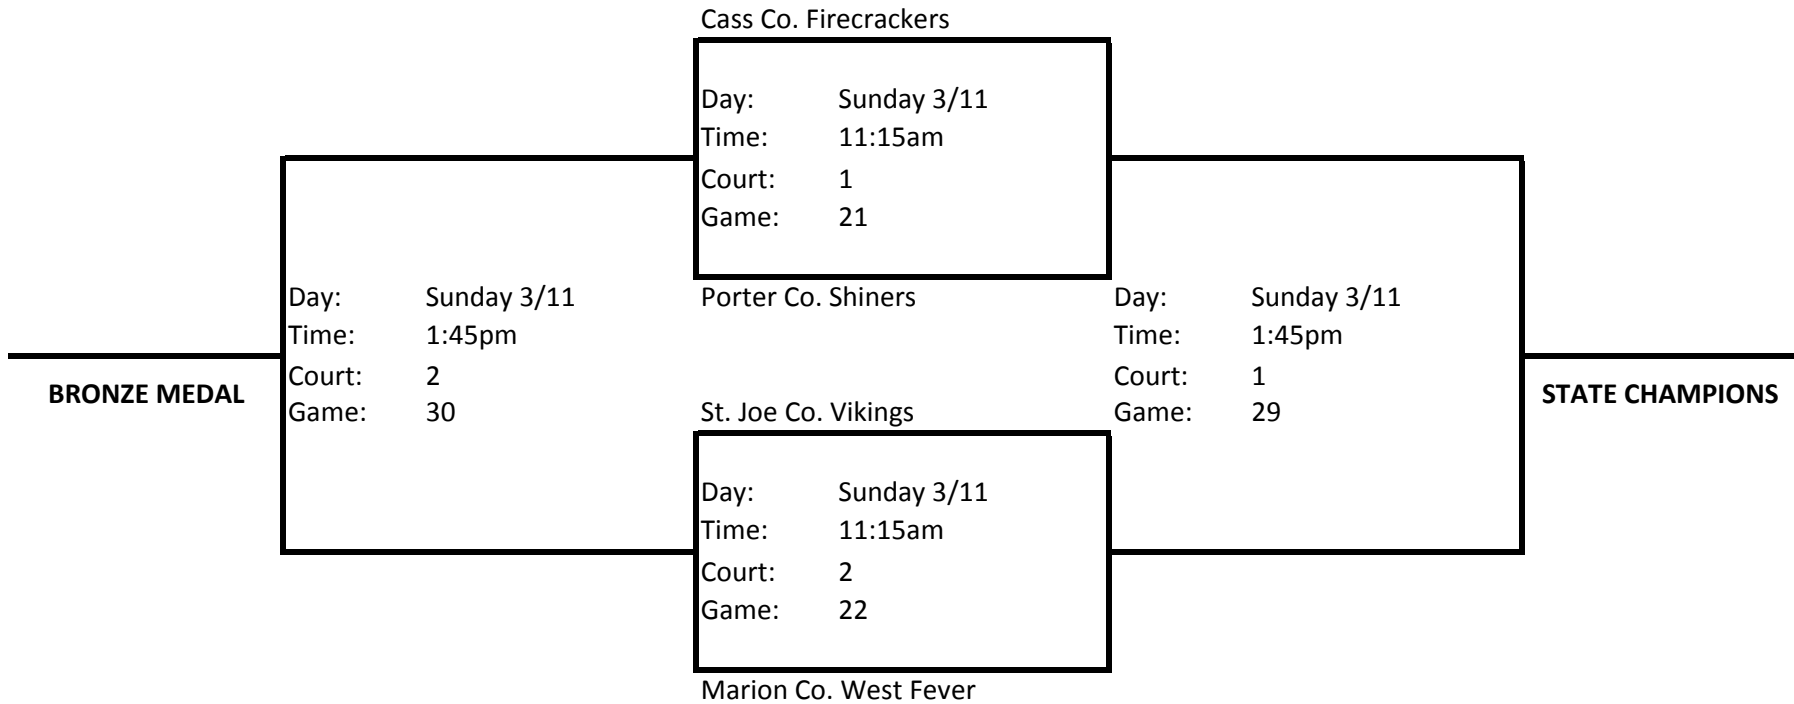 Cass Co. Firecrackers
Day: Sunday 3/11
Time: 11:15am
Court: 1
Game: 21
Porter Co. Shiners
Day: Sunday 3/11
Time: 1:45pm
Court: 2
Game: 30
BRONZE MEDAL
Day: Sunday 3/11
Time: 1:45pm
Court: 1
Game: 29
STATE CHAMPIONS
St. Joe Co. Vikings
Day: Sunday 3/11
Time: 11:15am
Court: 2
Game: 22
Marion Co. West Fever